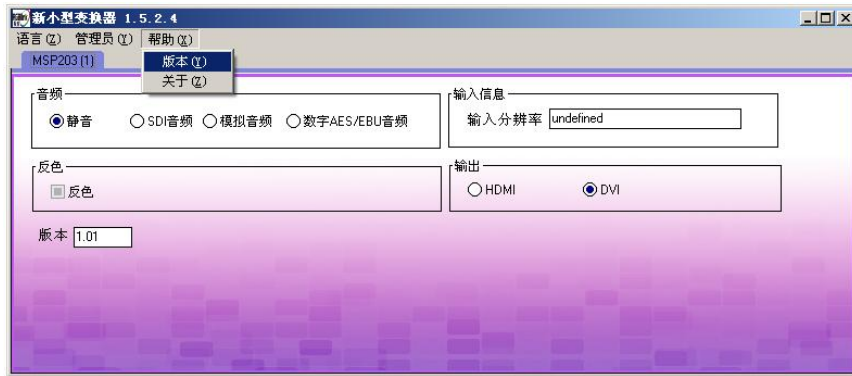 新小型变换器 1.5.2.4
语言(Z) 管理员(Y) 帮助(X)
MSP203(1)
版本(Y)
关于(Z)
音频
静音 SDI音频 模拟音频 数字AES/EBU音频
输入信息
输入分辨率 undefined
反色
反色
输出
HDMI DVI
版本 1.01